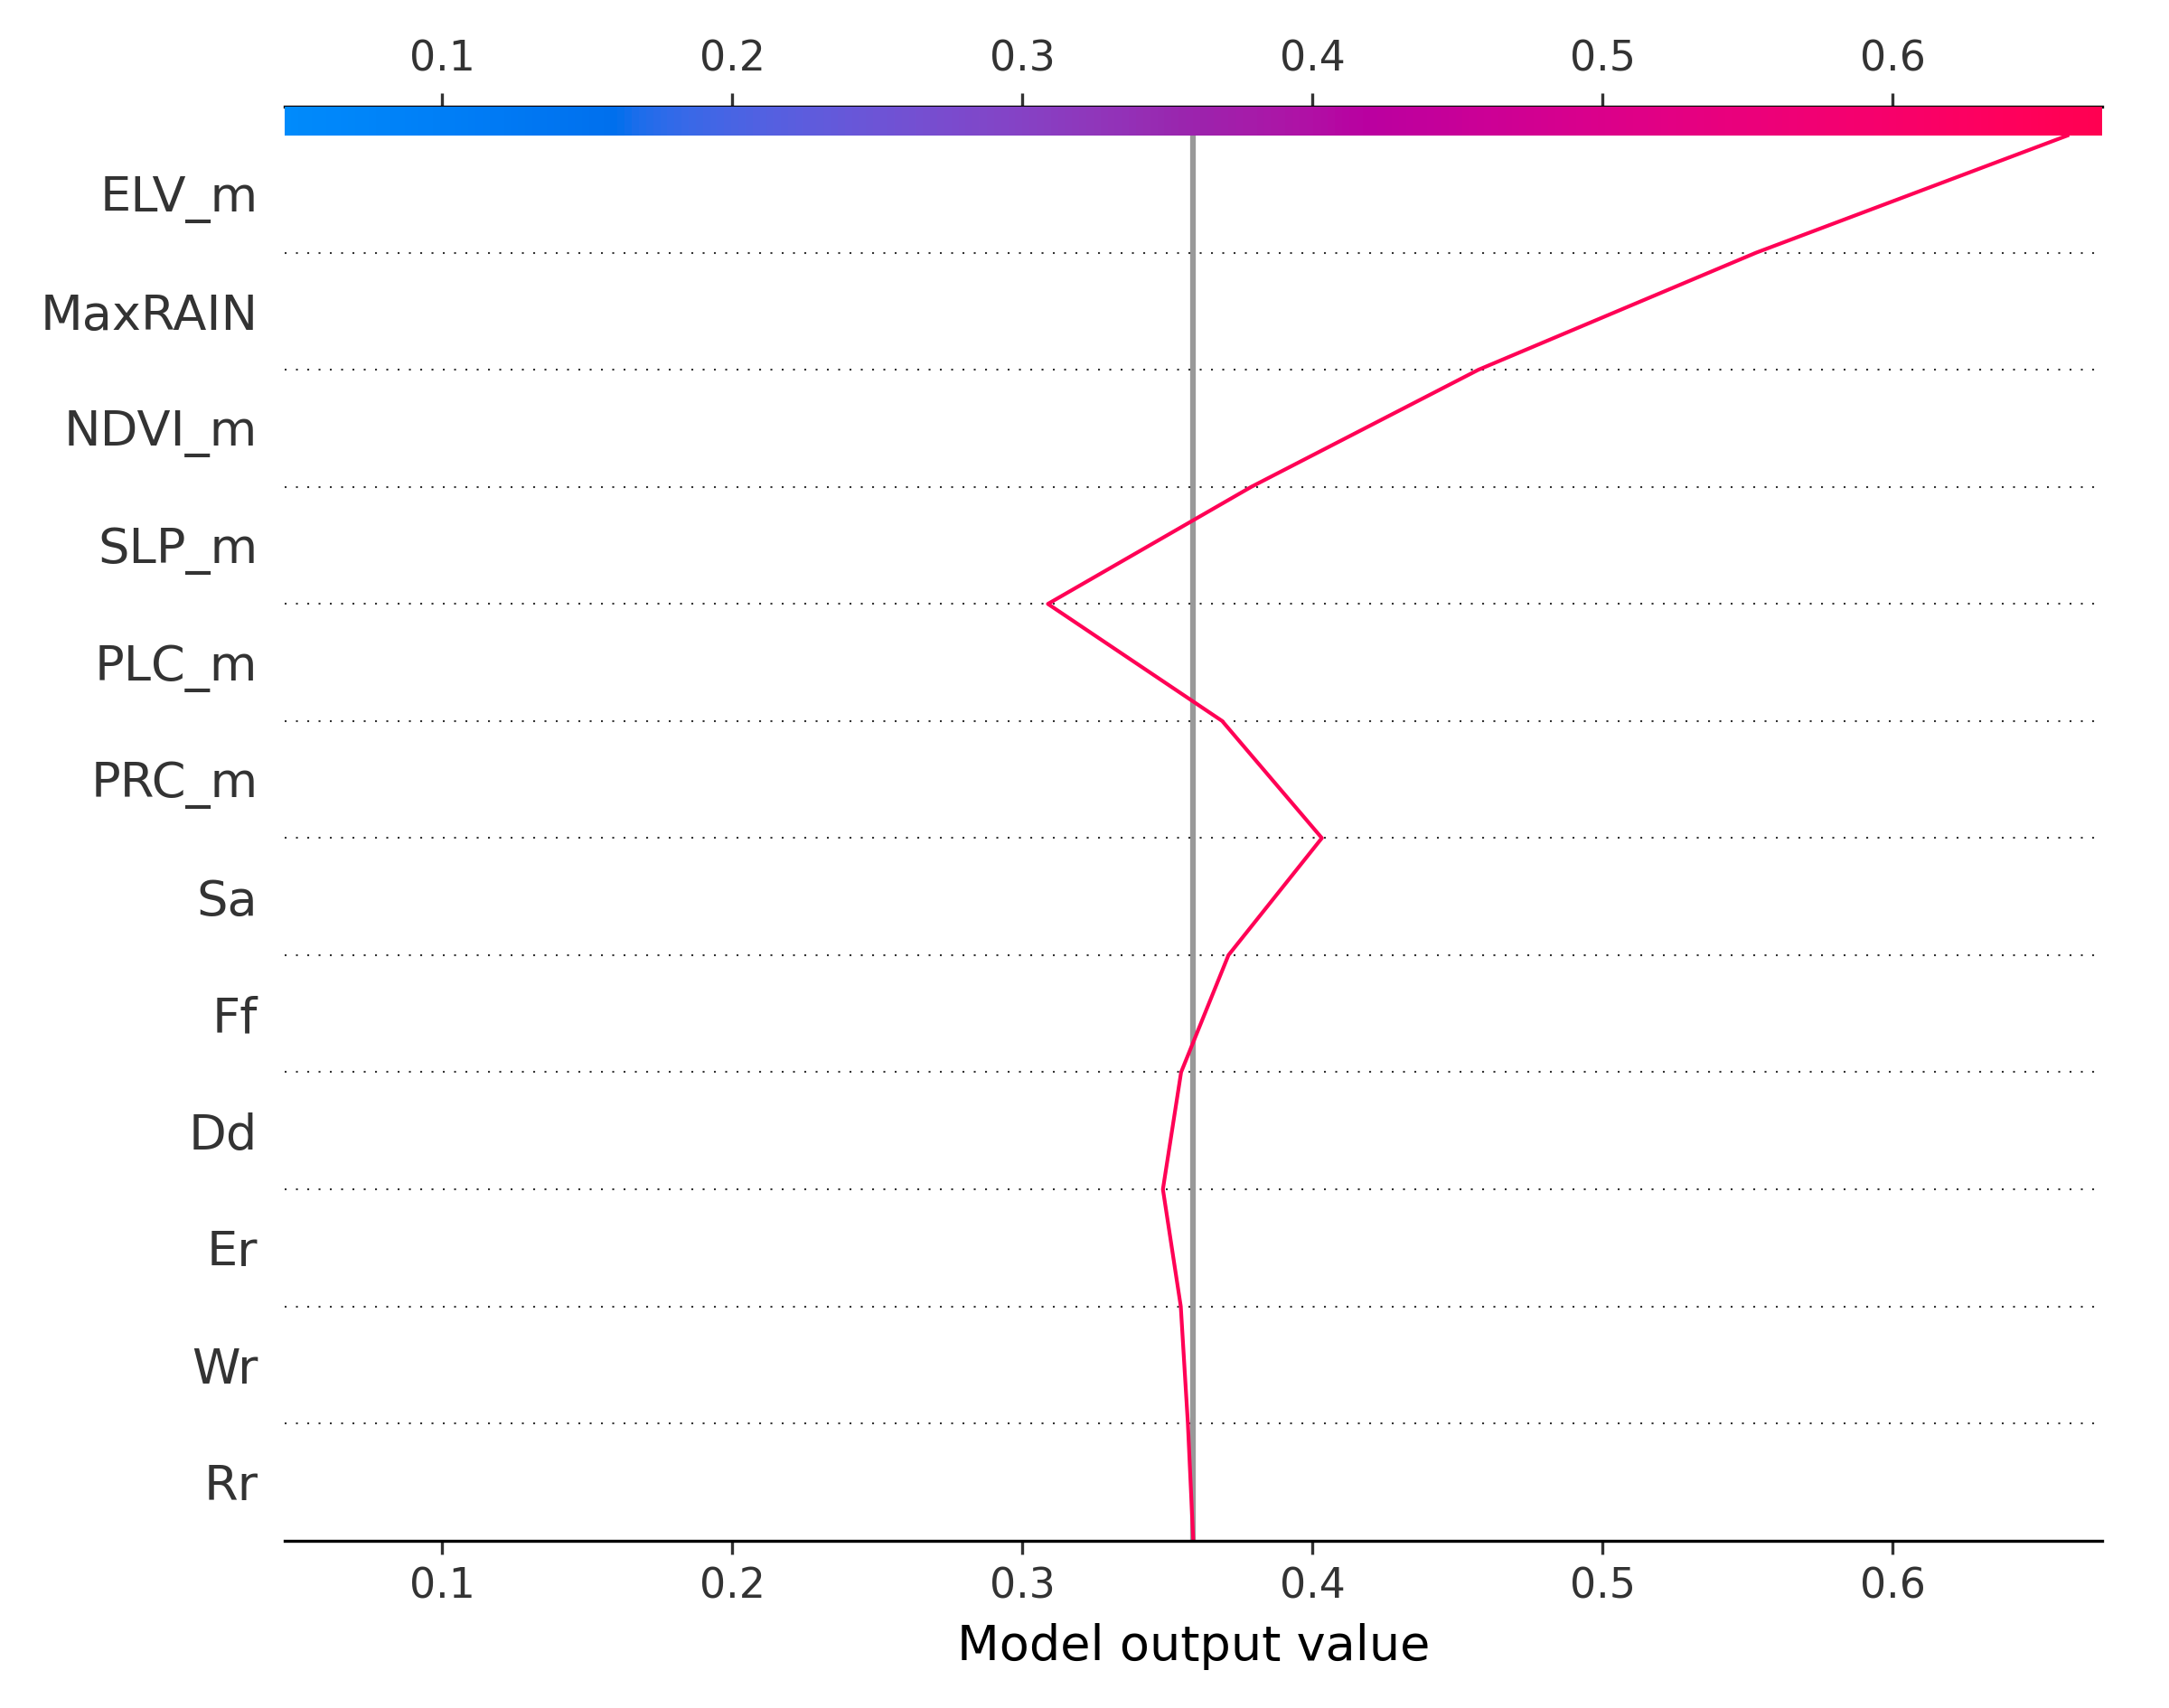 0.1 0.2 0.3 0.4 0.5 0.6
ELV_m
MaxRAIN
NDVI_m
SLP_m
PLC_m
PRC_m
Sa
Ff
Dd
Er
Wr
Rr
0.1 0.2 0.3 0.4 0.5 0.6
Model output value